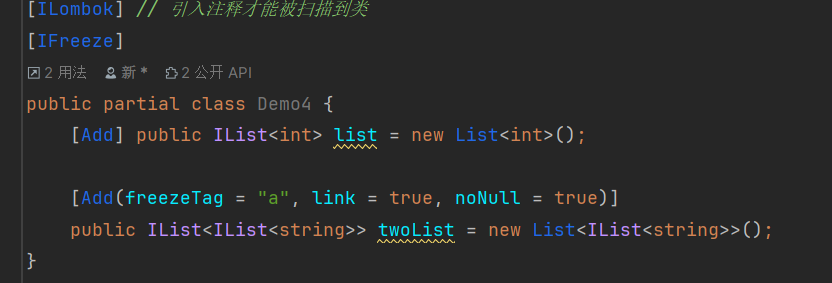 [ILombok] // 引入注释才能被扫描到类
[IFreeze]
2 用法 新 * 2 公开 API
public partial class Demo4 {
    [Add] public IList<int> list = new List<int>();
    [Add(freezeTag = "a", link = true, noNull = true)]
    public IList<IList<string>> twoList = new List<IList<string>>();
}